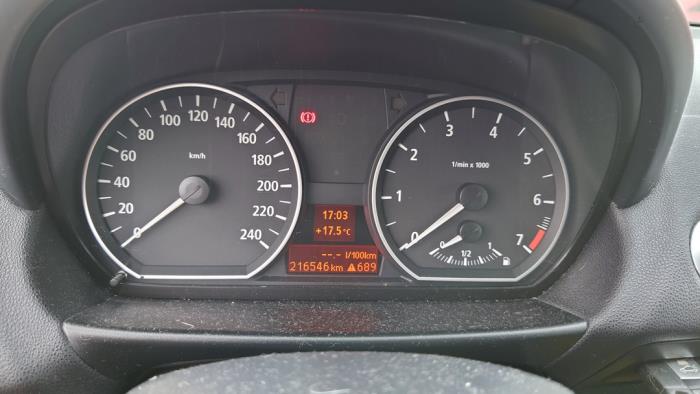 0 20 40 60 80 100 120 140 160 180 200 220 240
km/h
(!)
17:03
+17.5°C
--.- l/100km
216546 km ⚠689
0 1 2 3 4 5 6 7
1/min x 1000
0 1/2 1